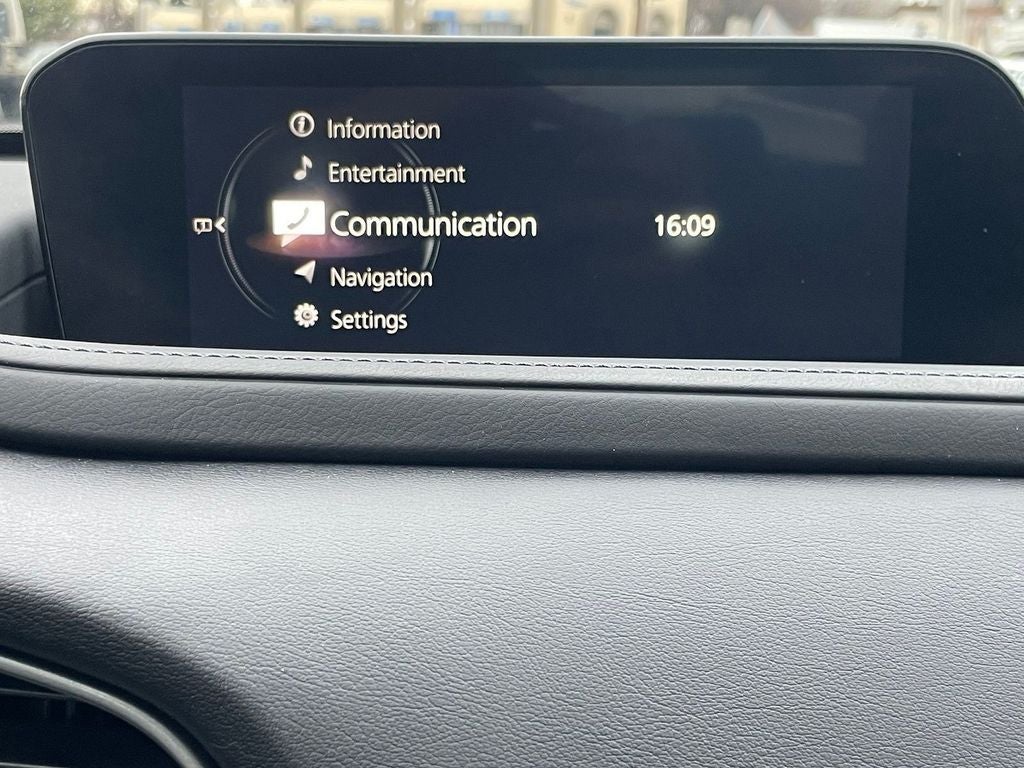 Information
Entertainment
Communication
16:09
Navigation
Settings